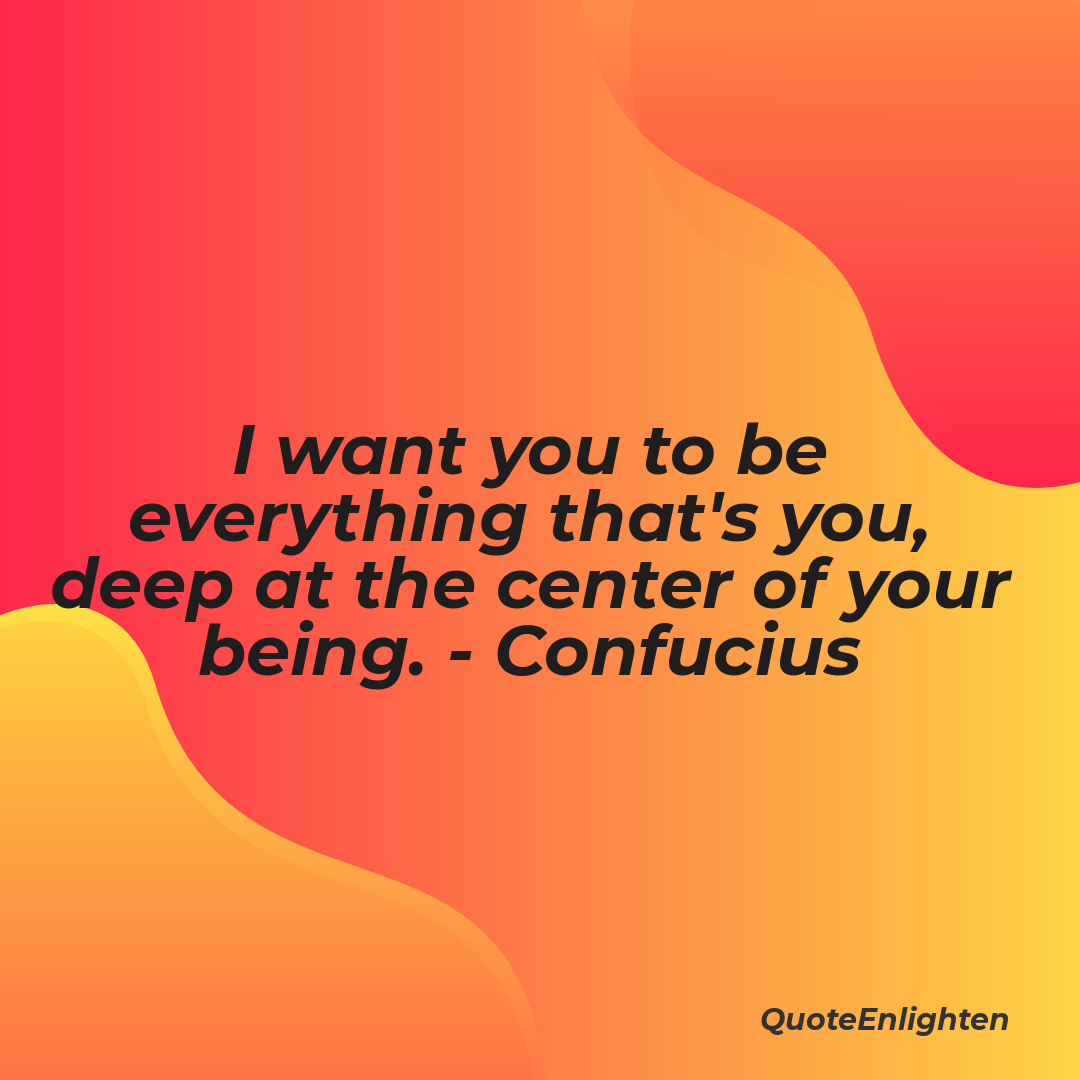 I want you to be
everything that's you,
deep at the center of your
being. - Confucius
QuoteEnlighten